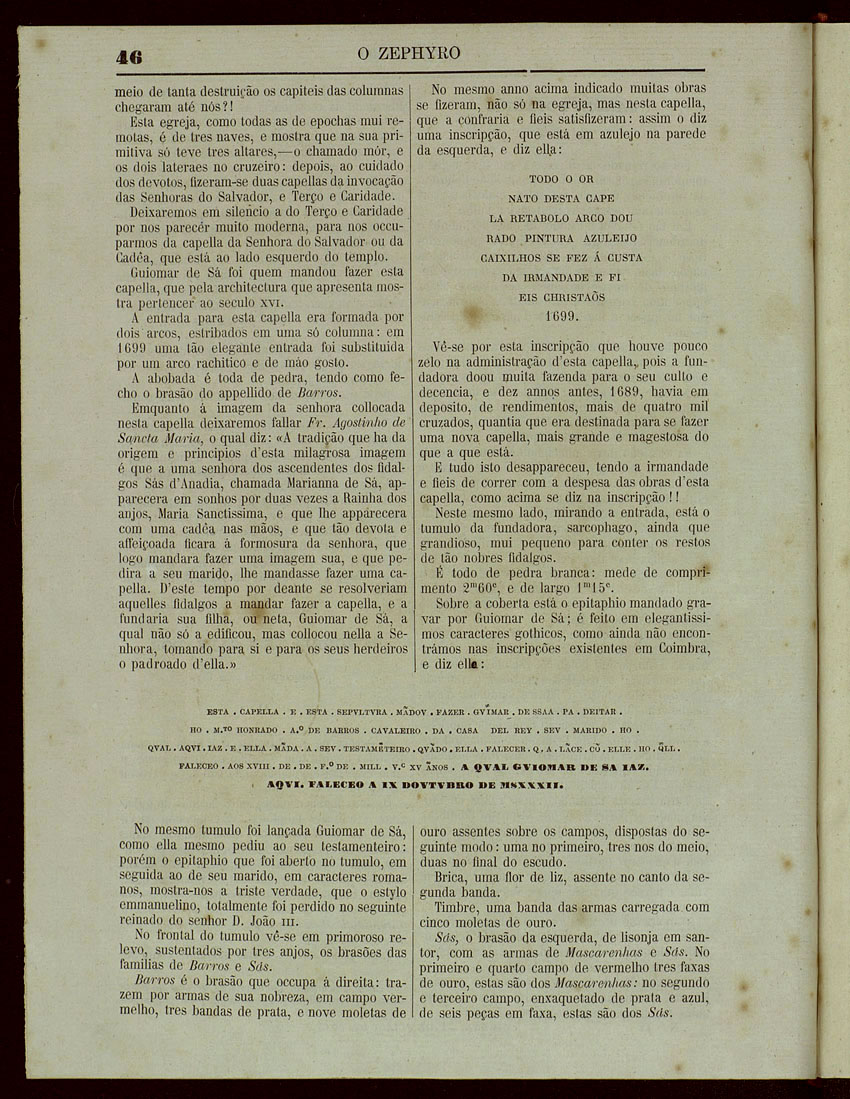 46
O ZEPHYRO
meio de tanta destruição os capiteis das columnas
chegaram até nós?!
Esta egreja, como todas as de epochas mui re-
motas, é de tres naves, e mostra que na sua pri-
mitiva só teve tres altares,—o chamado mór, e
os dois lateraes no cruzeiro: depois, ao cuidado
dos devotos, fizeram-se duas capellas da invocação
das Senhoras do Salvador, e Terço e Caridade.
Deixaremos em silencio a do Terço e Caridade
por nos parecêr muito moderna, para nos occu-
parmos da capella da Senhora do Salvador ou da
Cadêa, que está ao lado esquerdo do templo.
Guiomar de Sá foi quem mandou fazer esta
capella, que pela architectura que apresenta mos-
tra pertencer ao seculo XVI.
A entrada para esta capella era formada por
dois arcos, estribados em uma só columna: em
1699 uma tão elegante entrada foi substituida
por um arco rachitico e de máo gosto.
A abobada é toda de pedra, tendo como fe-
cho o brasão do appellido de Barros.
Emquanto á imagem da senhora collocada
nesta capella deixaremos fallar Fr. Agostinho de
Sancta Maria, o qual diz: «A tradição que ha da
origem e principios d'esta milagrosa imagem
é que a uma senhora dos ascendentes dos fidal-
gos Sás d'Anadia, chamada Marianna de Sá, ap-
parecera em sonhos por duas vezes a Rainha dos
anjos, Maria Sanctissima, e que lhe apparecera
com uma cadêa nas mãos, e que tão devota e
affeiçoada ficara á formosura da senhora, que
logo mandara fazer uma imagem sua, e que pe-
dira a seu marido, lhe mandasse fazer uma ca-
pella. D'este tempo por deante se resolveriam
aquelles fidalgos a mandar fazer a capella, e a
fundaria sua filha, ou neta, Guiomar de Sá, a
qual não só a edificou, mas collocou nella a Se-
nhora, tomando para si e para os seus herdeiros
o padroado d'ella.»
No mesmo anno acima indicado muitas obras
se fizeram, não só na egreja, mas nesta capella,
que a confraria e fieis satisfizeram: assim o diz
uma inscripção, que está em azulejo na parede
da esquerda, e diz ella:
TODO O OR
NATO DESTA CAPE
LA RETABOLO ARCO DOU
RADO PINTURA AZULEIJO
CAIXILHOS SE FEZ Á CUSTA
DA IRMANDADE E FI
EIS CHRISTAÕS
1699.
Vê-se por esta inscripção que houve pouco
zelo na administração d'esta capella, pois a fun-
dadora doou muita fazenda para o seu culto e
decencia, e dez annos antes, 1689, havia em
deposito, de rendimentos, mais de quatro mil
cruzados, quantia que era destinada para se fazer
uma nova capella, mais grande e magestosa do
que a que está.
E tudo isto desappareceu, tendo a irmandade
e fieis de correr com a despesa das obras d'esta
capella, como acima se diz na inscripção!!
Neste mesmo lado, mirando a entrada, está o
tumulo da fundadora, sarcophago, ainda que
grandioso, mui pequeno para conter os restos
de tão nobres fidalgos.
É todo de pedra branca: mede de compri-
mento 2m60c, e de largo 1m15c.
Sobre a coberta está o epitaphio mandado gra-
var por Guiomar de Sá; é feito em elegantissi-
mos caracteres gothicos, como ainda não encon-
trámos nas inscripções existentes em Coimbra,
e diz ella:
ESTA . CAPELLA . E . ESTA . SEPVLTVRA . MÃDOV . FAZER . GVĨMAR . DE SSAA . PA . DEITAR .
HO . M.TO HONRADO . A.O DE BARROS . CAVALEIRO . DA . CASA DEL REY . SEV . MARIDO . HO .
QVAL . AQVI . IAZ . E . ELLA . MÃDA . A . SEV . TESTAMẼTEIRO . QVÃDO . ELLA . FALECER . Q . A . LÃCE . CÕ . ELLE . HO . Q̃LL .
FALECEO . AOS XVIII . DE . DE . F.O DE . MILL . V.C XV ÃNOS . A QVAL GVIOMAR DE SA IAZ.
AQVI. FALECEO A IX DOVTVBRO DE MSXXXII.
No mesmo tumulo foi lançada Guiomar de Sá,
como ella mesmo pediu ao seu testamenteiro:
porém o epitaphio que foi aberto no tumulo, em
seguida ao de seu marido, em caracteres roma-
nos, mostra-nos a triste verdade, que o estylo
emmanuelino, totalmente foi perdido no seguinte
reinado do senhor D. João III.
No frontal do tumulo vê-se em primoroso re-
levo, sustentados por tres anjos, os brasões das
familias de Barros e Sás.
Barros é o brasão que occupa á direita: tra-
zem por armas de sua nobreza, em campo ver-
melho, tres bandas de prata, e nove moletas de
ouro assentes sobre os campos, dispostas do se-
guinte modo: uma no primeiro, tres nos do meio,
duas no final do escudo.
Brica, uma flor de liz, assente no canto da se-
gunda banda.
Timbre, uma banda das armas carregada com
cinco moletas de ouro.
Sás, o brasão da esquerda, de lisonja em san-
tor, com as armas de Mascarenhas e Sás. No
primeiro e quarto campo de vermelho tres faxas
de ouro, estas são dos Mascarenhas: no segundo
e terceiro campo, enxaquetado de prata e azul,
de seis peças em faxa, estas são dos Sás.